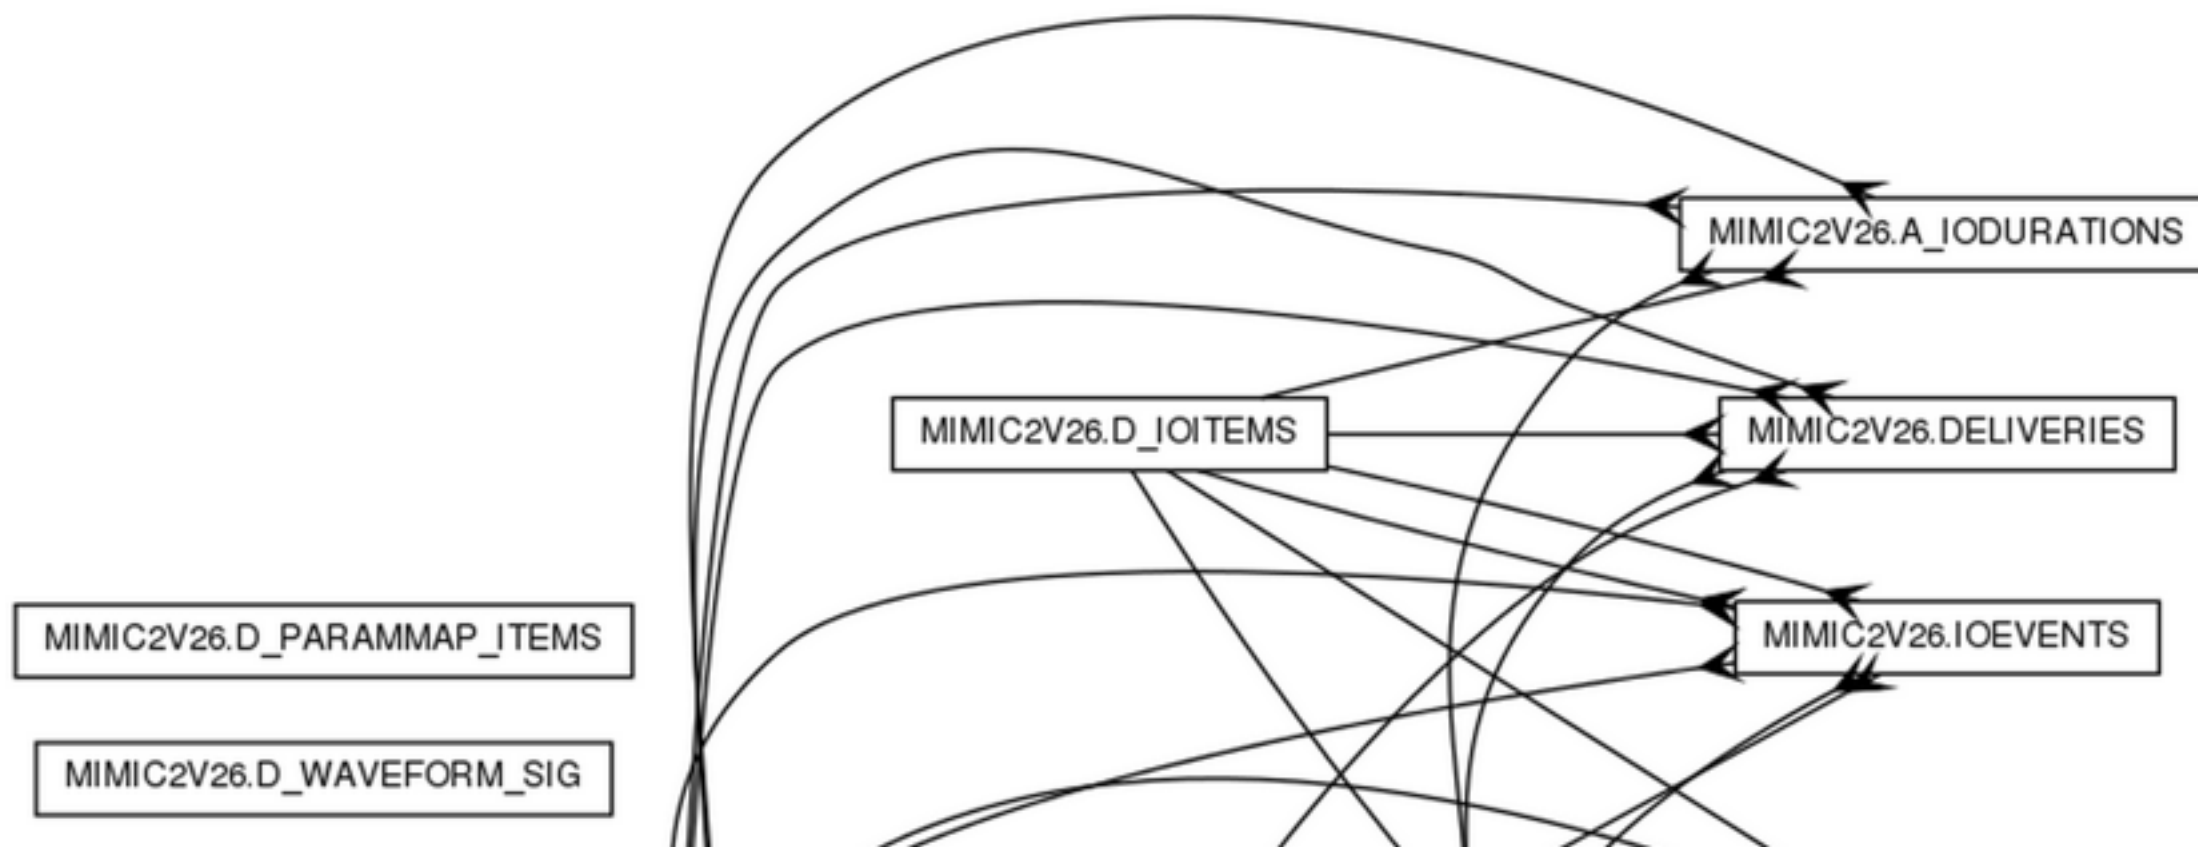 MIMIC2V26.A_IODURATIONS
MIMIC2V26.D_IOITEMS
MIMIC2V26.DELIVERIES
MIMIC2V26.D_PARAMMAP_ITEMS
MIMIC2V26.IOEVENTS
MIMIC2V26.D_WAVEFORM_SIG